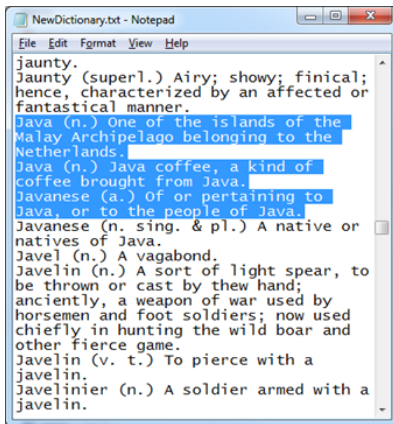 NewDictionary.txt - Notepad
File Edit Format View Help
jaunty.
Jaunty (superl.) Airy; showy; finical;
hence, characterized by an affected or
fantastical manner.
Java (n.) One of the islands of the
Malay Archipelago belonging to the
Netherlands.
Java (n.) Java coffee, a kind of
coffee brought from Java.
Javanese (a.) Of or pertaining to
Java, or to the people of Java.
Javanese (n. sing. & pl.) A native or
natives of Java.
Javel (n.) A vagabond.
Javelin (n.) A sort of light spear, to
be thrown or cast by thew hand;
anciently, a weapon of war used by
horsemen and foot soldiers; now used
chiefly in hunting the wild boar and
other fierce game.
Javelin (v. t.) To pierce with a
javelin.
Javelinier (n.) A soldier armed with a
javelin.